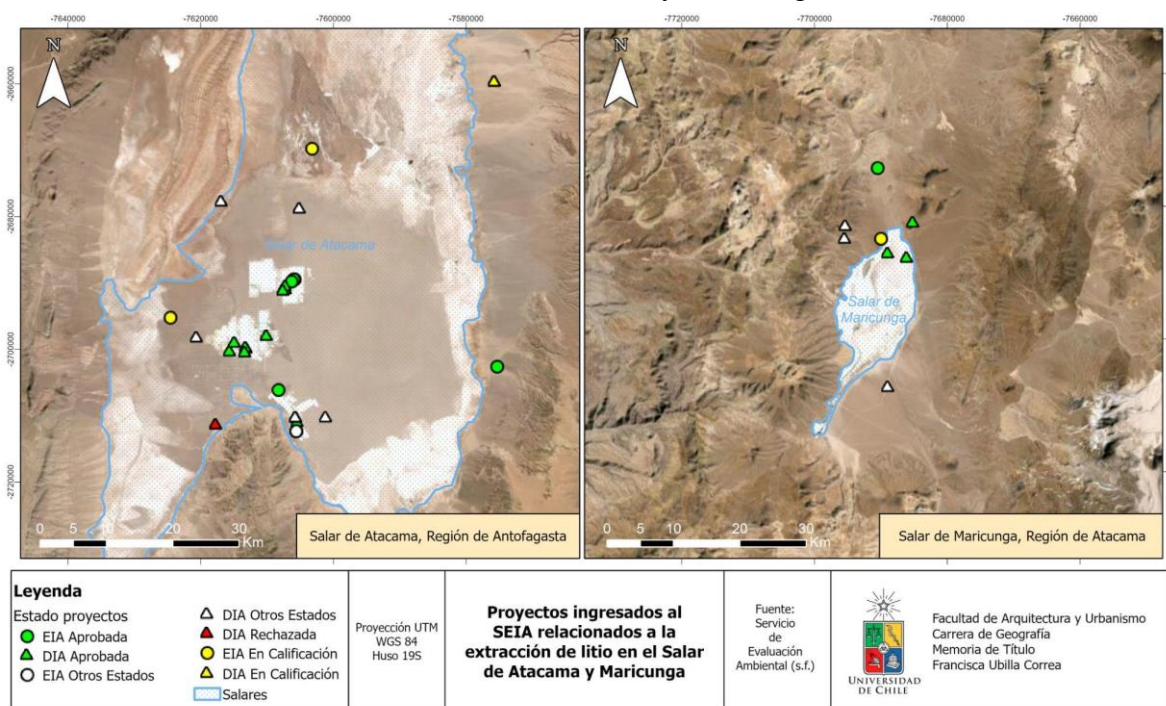 -7640000
-7620000
-7600000
-7580000
-7720000
-7700000
-7680000
-7660000
N
N
-2660000
-2680000
-2700000
-2720000
Salar de Atacama
Salar de
Maricunga
0 5 10 20 30
Km
Salar de Atacama, Región de Antofagasta
0 5 10 20 30
Km
Salar de Maricunga, Región de Atacama
Leyenda
Estado proyectos
EIA Aprobada
DIA Aprobada
EIA Otros Estados
DIA Otros Estados
DIA Rechazada
EIA En Calificación
DIA En Calificación
Salares
Proyección UTM
WGS 84
Huso 19S
Proyectos ingresados al
SEIA relacionados a la
extracción de litio en el Salar
de Atacama y Maricunga
Fuente:
Servicio
de
Evaluación
Ambiental (s.f.)
UNIVERSIDAD
DE CHILE
Facultad de Arquitectura y Urbanismo
Carrera de Geografía
Memoria de Título
Francisca Ubilla Correa